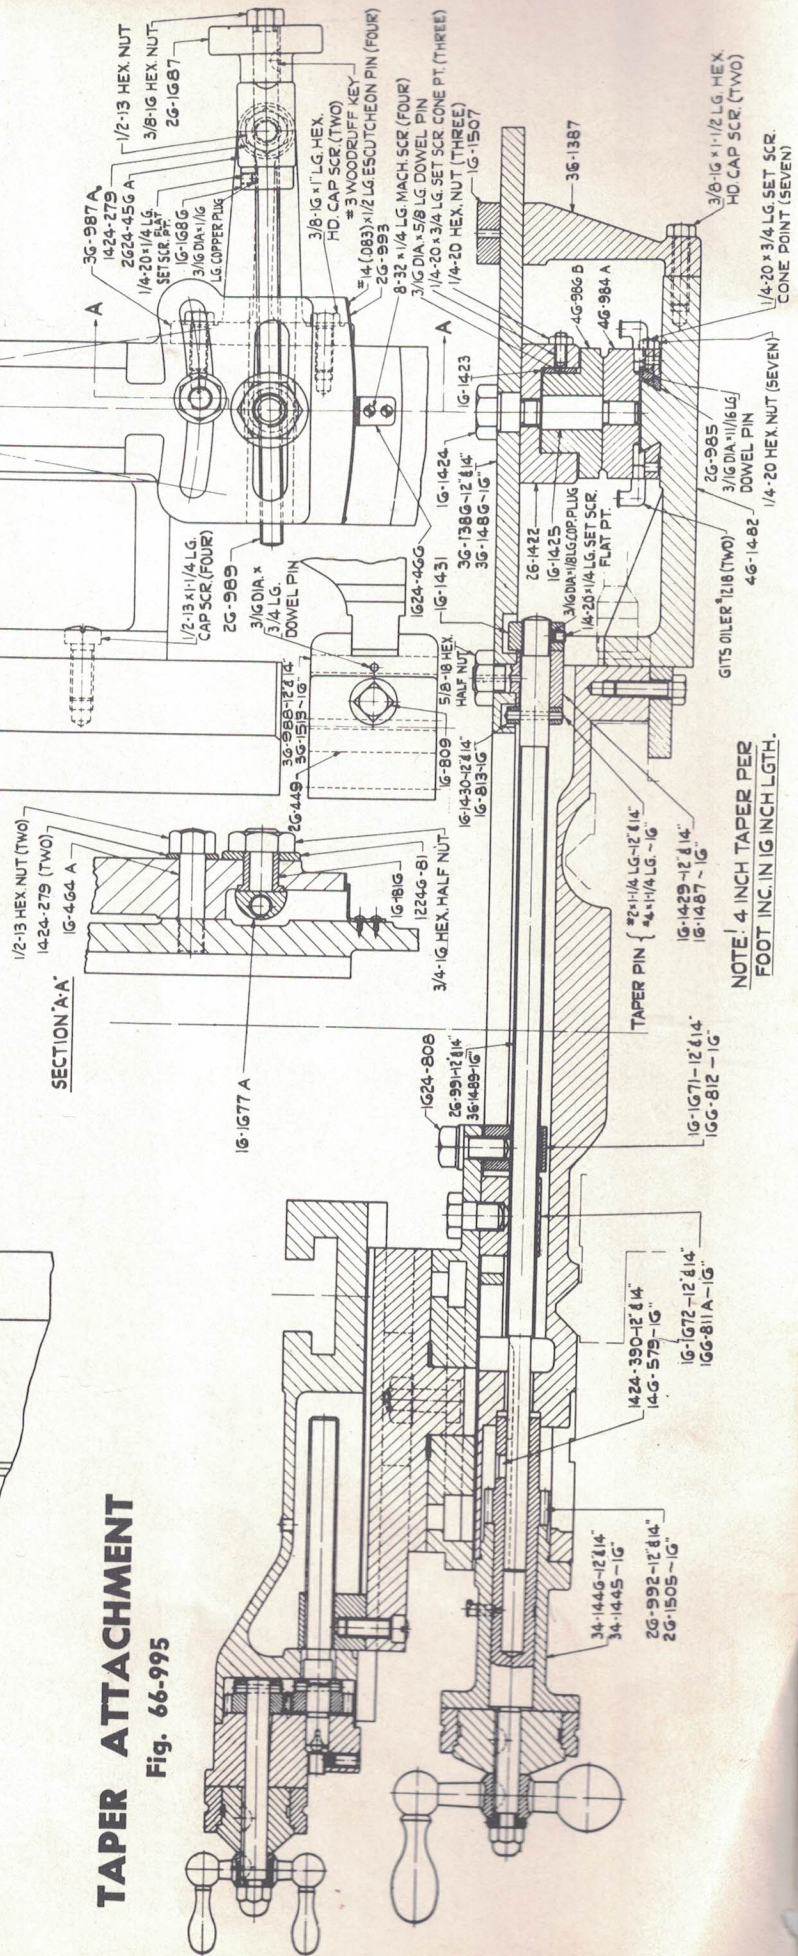 TAPER ATTACHMENT
Fig. 66-995
SECTION "A-A"
1/2-13 HEX. NUT (TWO)
1424-279 (TWO)
16-464 A
16-1677 A
16-1816
12246-81
3/4-16 HEX. HALF NUT
1/2-13 x 1-1/4 LG.
CAP SCR. (FOUR)
26-989
3/16 DIA. x
3/4 LG.
DOWEL PIN
36-988-12" & 14"
36-1513-16"
26-449
16-809
36-987 A
1424-279
2624-456 A
1/4-20 x 1/4 LG.
SET SCR. FLAT PT.
16-1686
3/16 DIA x 1/16
LG. COPPER PLUG
1/2-13 HEX. NUT
3/8-16 HEX. NUT
26-1687
3/8-16 x 1" LG. HEX.
HD. CAP SCR. (TWO)
#3 WOODRUFF KEY
#14 (.083) x 1/2 LG. ESCUTCHEON PIN (FOUR)
26-993
8-32 x 1/4 LG. MACH. SCR (FOUR)
3/16 DIA. x 5/8 LG. DOWEL PIN
1/4-20 x 3/4 LG. SET SCR. CONE PT. (THREE)
1/4-20 HEX. NUT (THREE)
16-1507
A
A
1624-466
36-1387
3/8-16 x 1-1/2 LG. HEX.
HD. CAP SCR. (TWO)
46-986 B
46-984 A
16-1423
16-1424
36-1386-12" & 14"
36-1486-16"
16-1431
5/8-18 HEX.
HALF NUT
16-1430-12" & 14"
16-813-16"
26-1422
16-1425
3/16 DIA x 1/8 LG. COP. PLUG
1/4-20 x 1/4 LG. SET SCR.
FLAT PT.
1/4-20 x 3/4 LG. SET SCR.
CONE POINT (SEVEN)
1/4-20 HEX. NUT (SEVEN)
26-985
3/16 DIA. x 11/16 LG.
DOWEL PIN
46-1482
GITS OILER #1218 (TWO)
1624-808
26-991-12" & 14"
36-1489-16"
TAPER PIN { #2 x 1-1/4 LG-12" & 14"
#4 x 1-1/4 LG. - 16"
16-1429-12" & 14"
16-1487 - 16"
16-1671-12" & 14"
166-812 - 16"
16-1672-12" & 14"
166-811 A-16"
1424-390-12" & 14"
146-579-16"
34-1446-12" & 14"
34-1445-16"
26-992-12" & 14"
26-1505-16"
NOTE! 4 INCH TAPER PER
FOOT INC. IN 16 INCH LGTH.